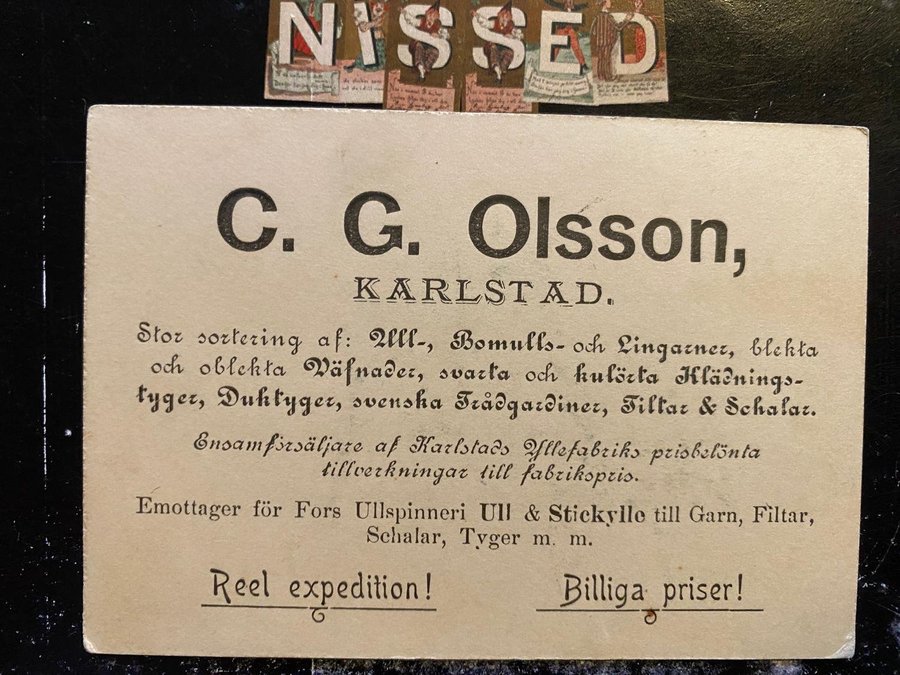 NISSED
C. G. Olsson,
KARLSTAD.
Stor sortering af: Ull-, Bomulls- och Lingarner, blekta
och oblekta Väfnader, svarta och kulörta Klädnings-
tyger, Duktyger, svenska Trådgardiner, Filtar & Schalar.
Ensamförsäljare af Karlstads Yllefabriks prisbelönta
tillverkningar till fabrikspris.
Emottager för Fors Ullspinneri Ull & Stickylle till Garn, Filtar,
Schalar, Tyger m. m.
Reel expedition! Billiga priser!